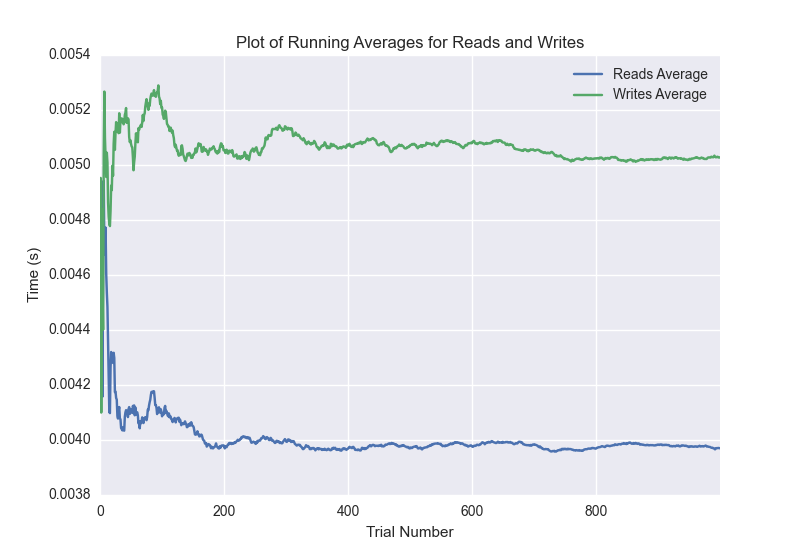 Plot of Running Averages for Reads and Writes
Reads Average
Writes Average
Time (s)
0.0054
0.0052
0.0050
0.0048
0.0046
0.0044
0.0042
0.0040
0.0038
0
200
400
600
800
Trial Number